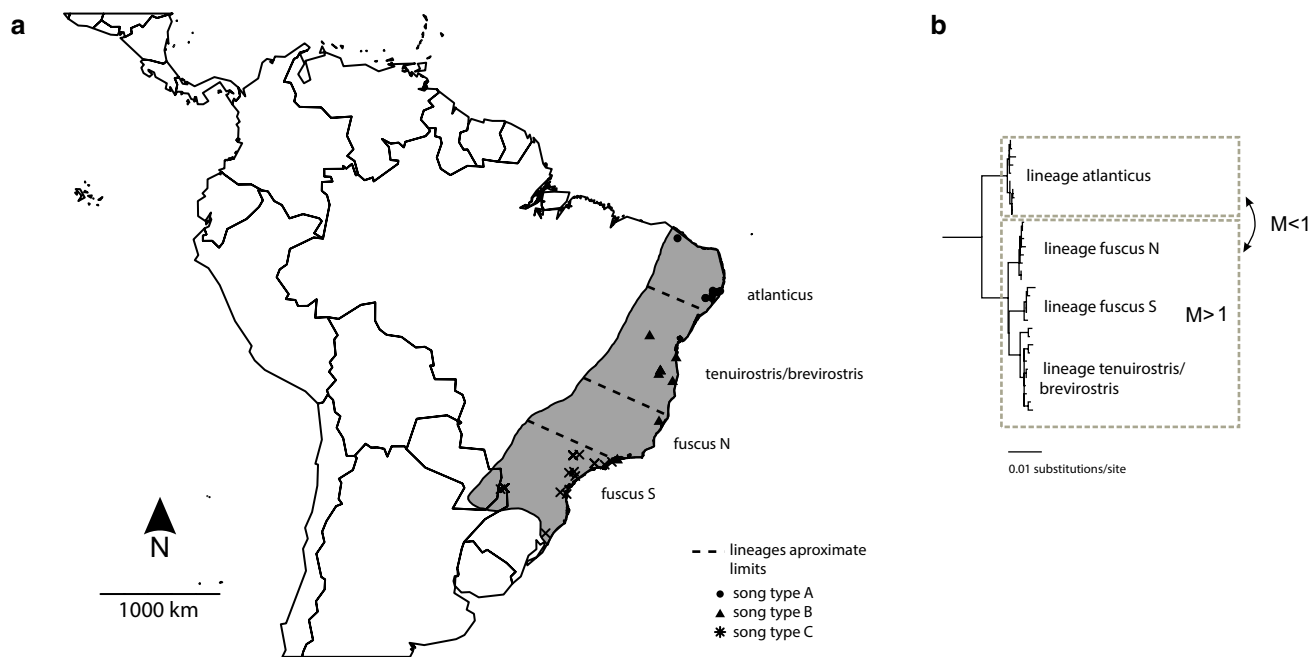 a
atlanticus
tenuirostris/brevirostris
fuscus N
fuscus S
N
1000 km
lineages aproximate
limits
song type A
song type B
song type C
b
lineage atlanticus
lineage fuscus N
lineage fuscus S
lineage tenuirostris/
brevirostris
M<1
M>1
0.01 substitutions/site